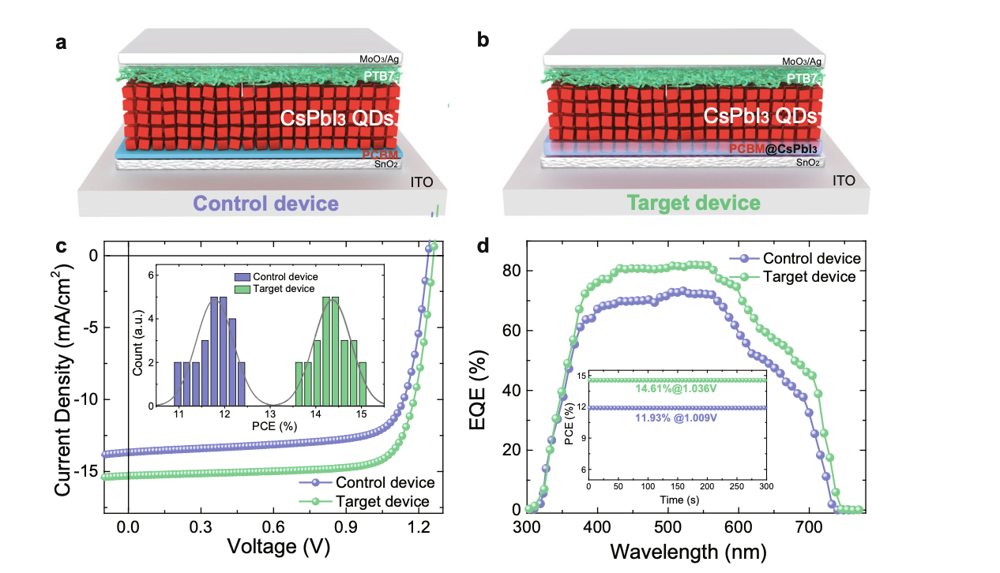 a
MoO3/Ag
PTB7
CsPbI3 QDs
PCBM
SnO2
ITO
Control device
b
MoO3/Ag
PTB7
CsPbI3 QDs
PCBM@CsPbI3
SnO2
ITO
Target device
c
Current Density (mA/cm2)
0
-5
-10
-15
0.0 0.3 0.6 0.9 1.2
Voltage (V)
Control device
Target device
Count (a.u.)
6
4
2
0
11 12 13 14 15
PCE (%)
Control device
Target device
d
EQE (%)
80
60
40
20
0
300 400 500 600 700
Wavelength (nm)
Control device
Target device
PCE (%)
15
12
9
6
0 50 100 150 200 250 300
Time (s)
14.61%@1.036V
11.93% @1.009V